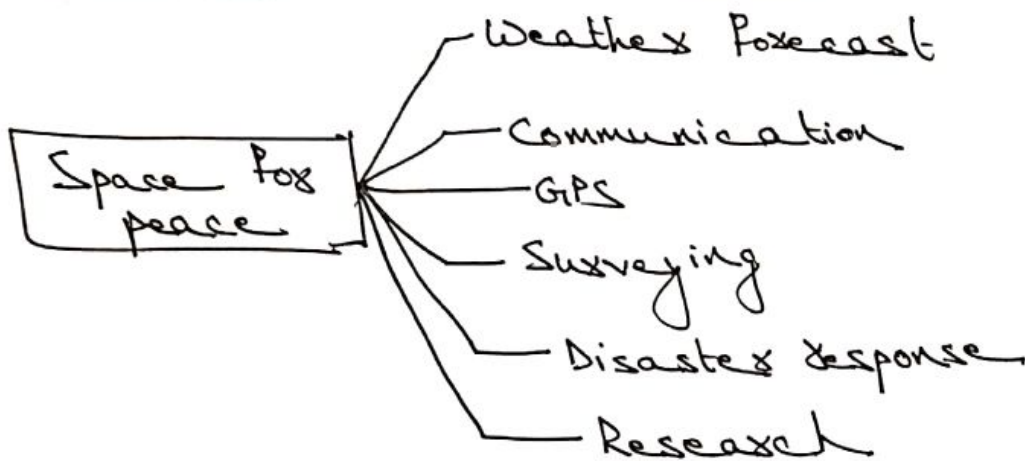 Space for
peace
Weather Forecast
Communication
GPS
Surveying
Disaster response
Research